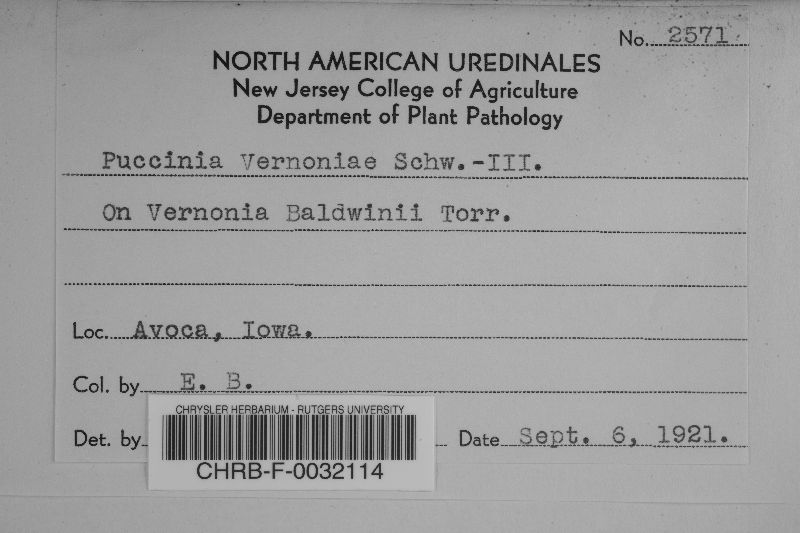 No. 2571
NORTH AMERICAN UREDINALES
New Jersey College of Agriculture
Department of Plant Pathology
Puccinia Vernoniae Schw.-III.
On Vernonia Baldwinii Torr.
Loc. Avoca, Iowa.
Col. by E. B.
CHRYSLER HERBARIUM - RUTGERS UNIVERSITY
Det. by Date Sept. 6, 1921.
CHRB-F-0032114